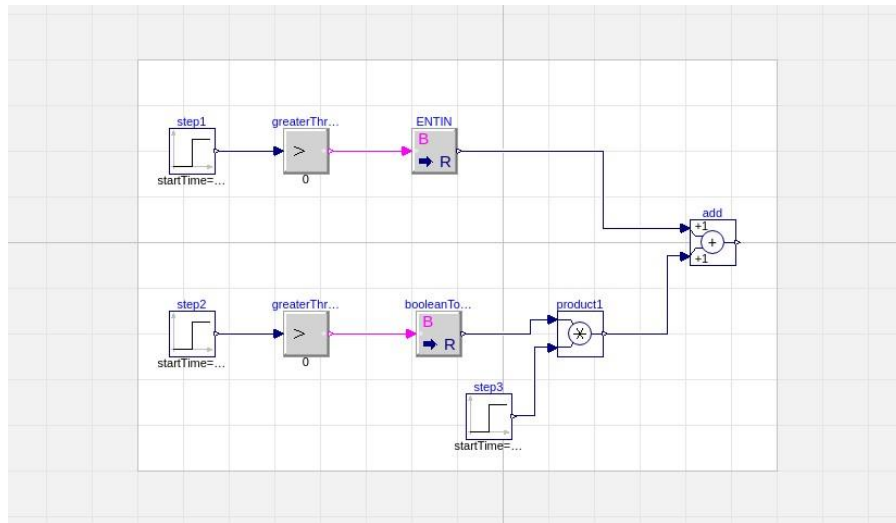 step1
greaterThr...
ENTIN
>
B
R
startTime=...
0
add
+1
+
+1
step2
greaterThr...
booleanTo...
product1
>
B
R
*
startTime=...
0
step3
startTime=...